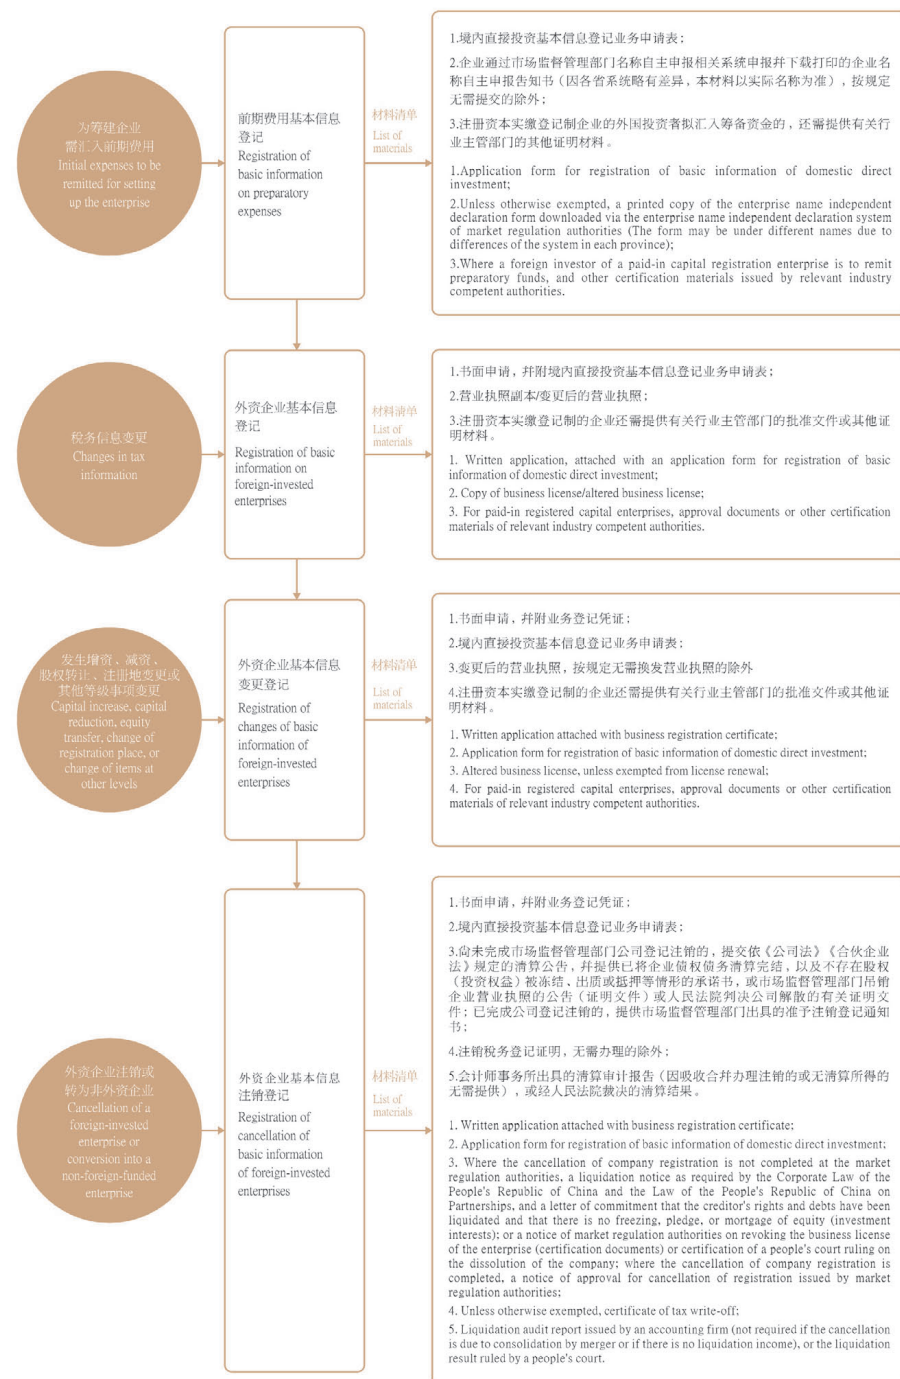 为筹建企业
需汇入前期费用
Initial expenses to be
remitted for setting
up the enterprise
前期费用基本信息
登记
Registration of
basic information
on preparatory
expenses
材料清单
List of
materials
1.境内直接投资基本信息登记业务申请表；
2.企业通过市场监督管理部门名称自主申报相关系统申报并下载打印的企业名
称自主申报告知书（因各省系统略有差异，本材料以实际名称为准），按规定
无需提交的除外；
3.注册资本实缴登记制企业的外国投资者拟汇入筹备资金的，还需提供有关行
业主管部门的其他证明材料。
1.Application form for registration of basic information of domestic direct
investment;
2.Unless otherwise exempted, a printed copy of the enterprise name independent
declaration form downloaded via the enterprise name independent declaration system
of market regulation authorities (The form may be under different names due to
differences of the system in each province);
3.Where a foreign investor of a paid-in capital registration enterprise is to remit
preparatory funds, and other certification materials issued by relevant industry
competent authorities.
税务信息变更
Changes in tax
information
外资企业基本信息
登记
Registration of basic
information on
foreign-invested
enterprises
材料清单
List of
materials
1.书面申请，并附境内直接投资基本信息登记业务申请表；
2.营业执照副本/变更后的营业执照；
3.注册资本实缴登记制的企业还需提供有关行业主管部门的批准文件或其他证
明材料。
1. Written application, attached with an application form for registration of basic
information of domestic direct investment;
2. Copy of business license/altered business license;
3. For paid-in registered capital enterprises, approval documents or other certification
materials of relevant industry competent authorities.
发生增资、减资、
股权转让、注册地变更或
其他等级事项变更
Capital increase, capital
reduction, equity
transfer, change of
registration place, or
change of items at
other levels
外资企业基本信息
变更登记
Registration of
changes of basic
information of
foreign-invested
enterprises
材料清单
List of
materials
1.书面申请，并附业务登记凭证；
2.境内直接投资基本信息登记业务申请表；
3.变更后的营业执照，按规定无需换发营业执照的除外
4.注册资本实缴登记制的企业还需提供有关行业主管部门的批准文件或其他证
明材料。
1. Written application attached with business registration certificate;
2. Application form for registration of basic information of domestic direct investment;
3. Altered business license, unless exempted from license renewal;
4. For paid-in registered capital enterprises, approval documents or other certification
materials of relevant industry competent authorities.
外资企业注销或
转为非外资企业
Cancellation of a
foreign-invested
enterprise or
conversion into a
non-foreign-funded
enterprise
外资企业基本信息
注销登记
Registration of
cancellation of
basic information
of foreign-invested
enterprises
材料清单
List of
materials
1.书面申请，并附业务登记凭证；
2.境内直接投资基本信息登记业务申请表；
3.尚未完成市场监督管理部门公司登记注销的，提交依《公司法》《合伙企业
法》规定的清算公告，并提供已将企业债权债务清算完结，以及不存在股权
（投资权益）被冻结、出质或抵押等情形的承诺书，或市场监督管理部门吊销
企业营业执照的公告（证明文件）或人民法院判决公司解散的有关证明文
件；已完成公司登记注销的，提供市场监督管理部门出具的准予注销登记通知
书；
4.注销税务登记证明，无需办理的除外；
5.会计师事务所出具的清算审计报告（因吸收合并办理注销的或无清算所得的
无需提供），或经人民法院裁决的清算结果。
1. Written application attached with business registration certificate;
2. Application form for registration of basic information of domestic direct investment;
3. Where the cancellation of company registration is not completed at the market
regulation authorities, a liquidation notice as required by the Corporate Law of the
People's Republic of China and the Law of the People's Republic of China on
Partnerships, and a letter of commitment that the creditor's rights and debts have been
liquidated and that there is no freezing, pledge, or mortgage of equity (investment
interests); or a notice of market regulation authorities on revoking the business license
of the enterprise (certification documents) or certification of a people's court ruling on
the dissolution of the company; where the cancellation of company registration is
completed, a notice of approval for cancellation of registration issued by market
regulation authorities;
4. Unless otherwise exempted, certificate of tax write-off;
5. Liquidation audit report issued by an accounting firm (not required if the cancellation
is due to consolidation by merger or if there is no liquidation income), or the liquidation
result ruled by a people's court.